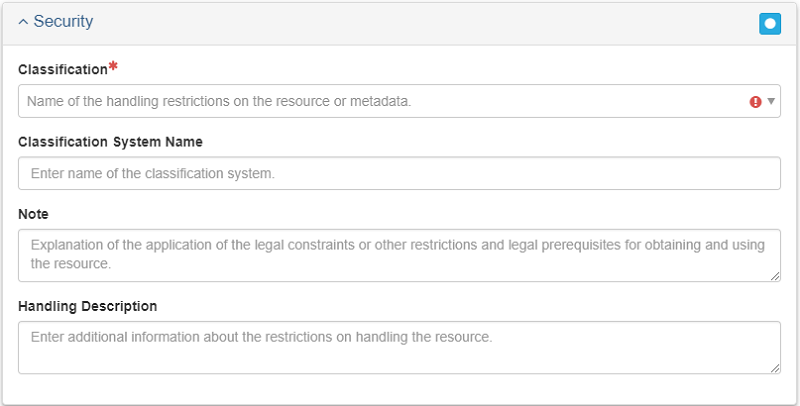 Security
Classification*
Name of the handling restrictions on the resource or metadata.
Classification System Name
Enter name of the classification system.
Note
Explanation of the application of the legal constraints or other restrictions and legal prerequisites for obtaining and using
the resource.
Handling Description
Enter additional information about the restrictions on handling the resource.